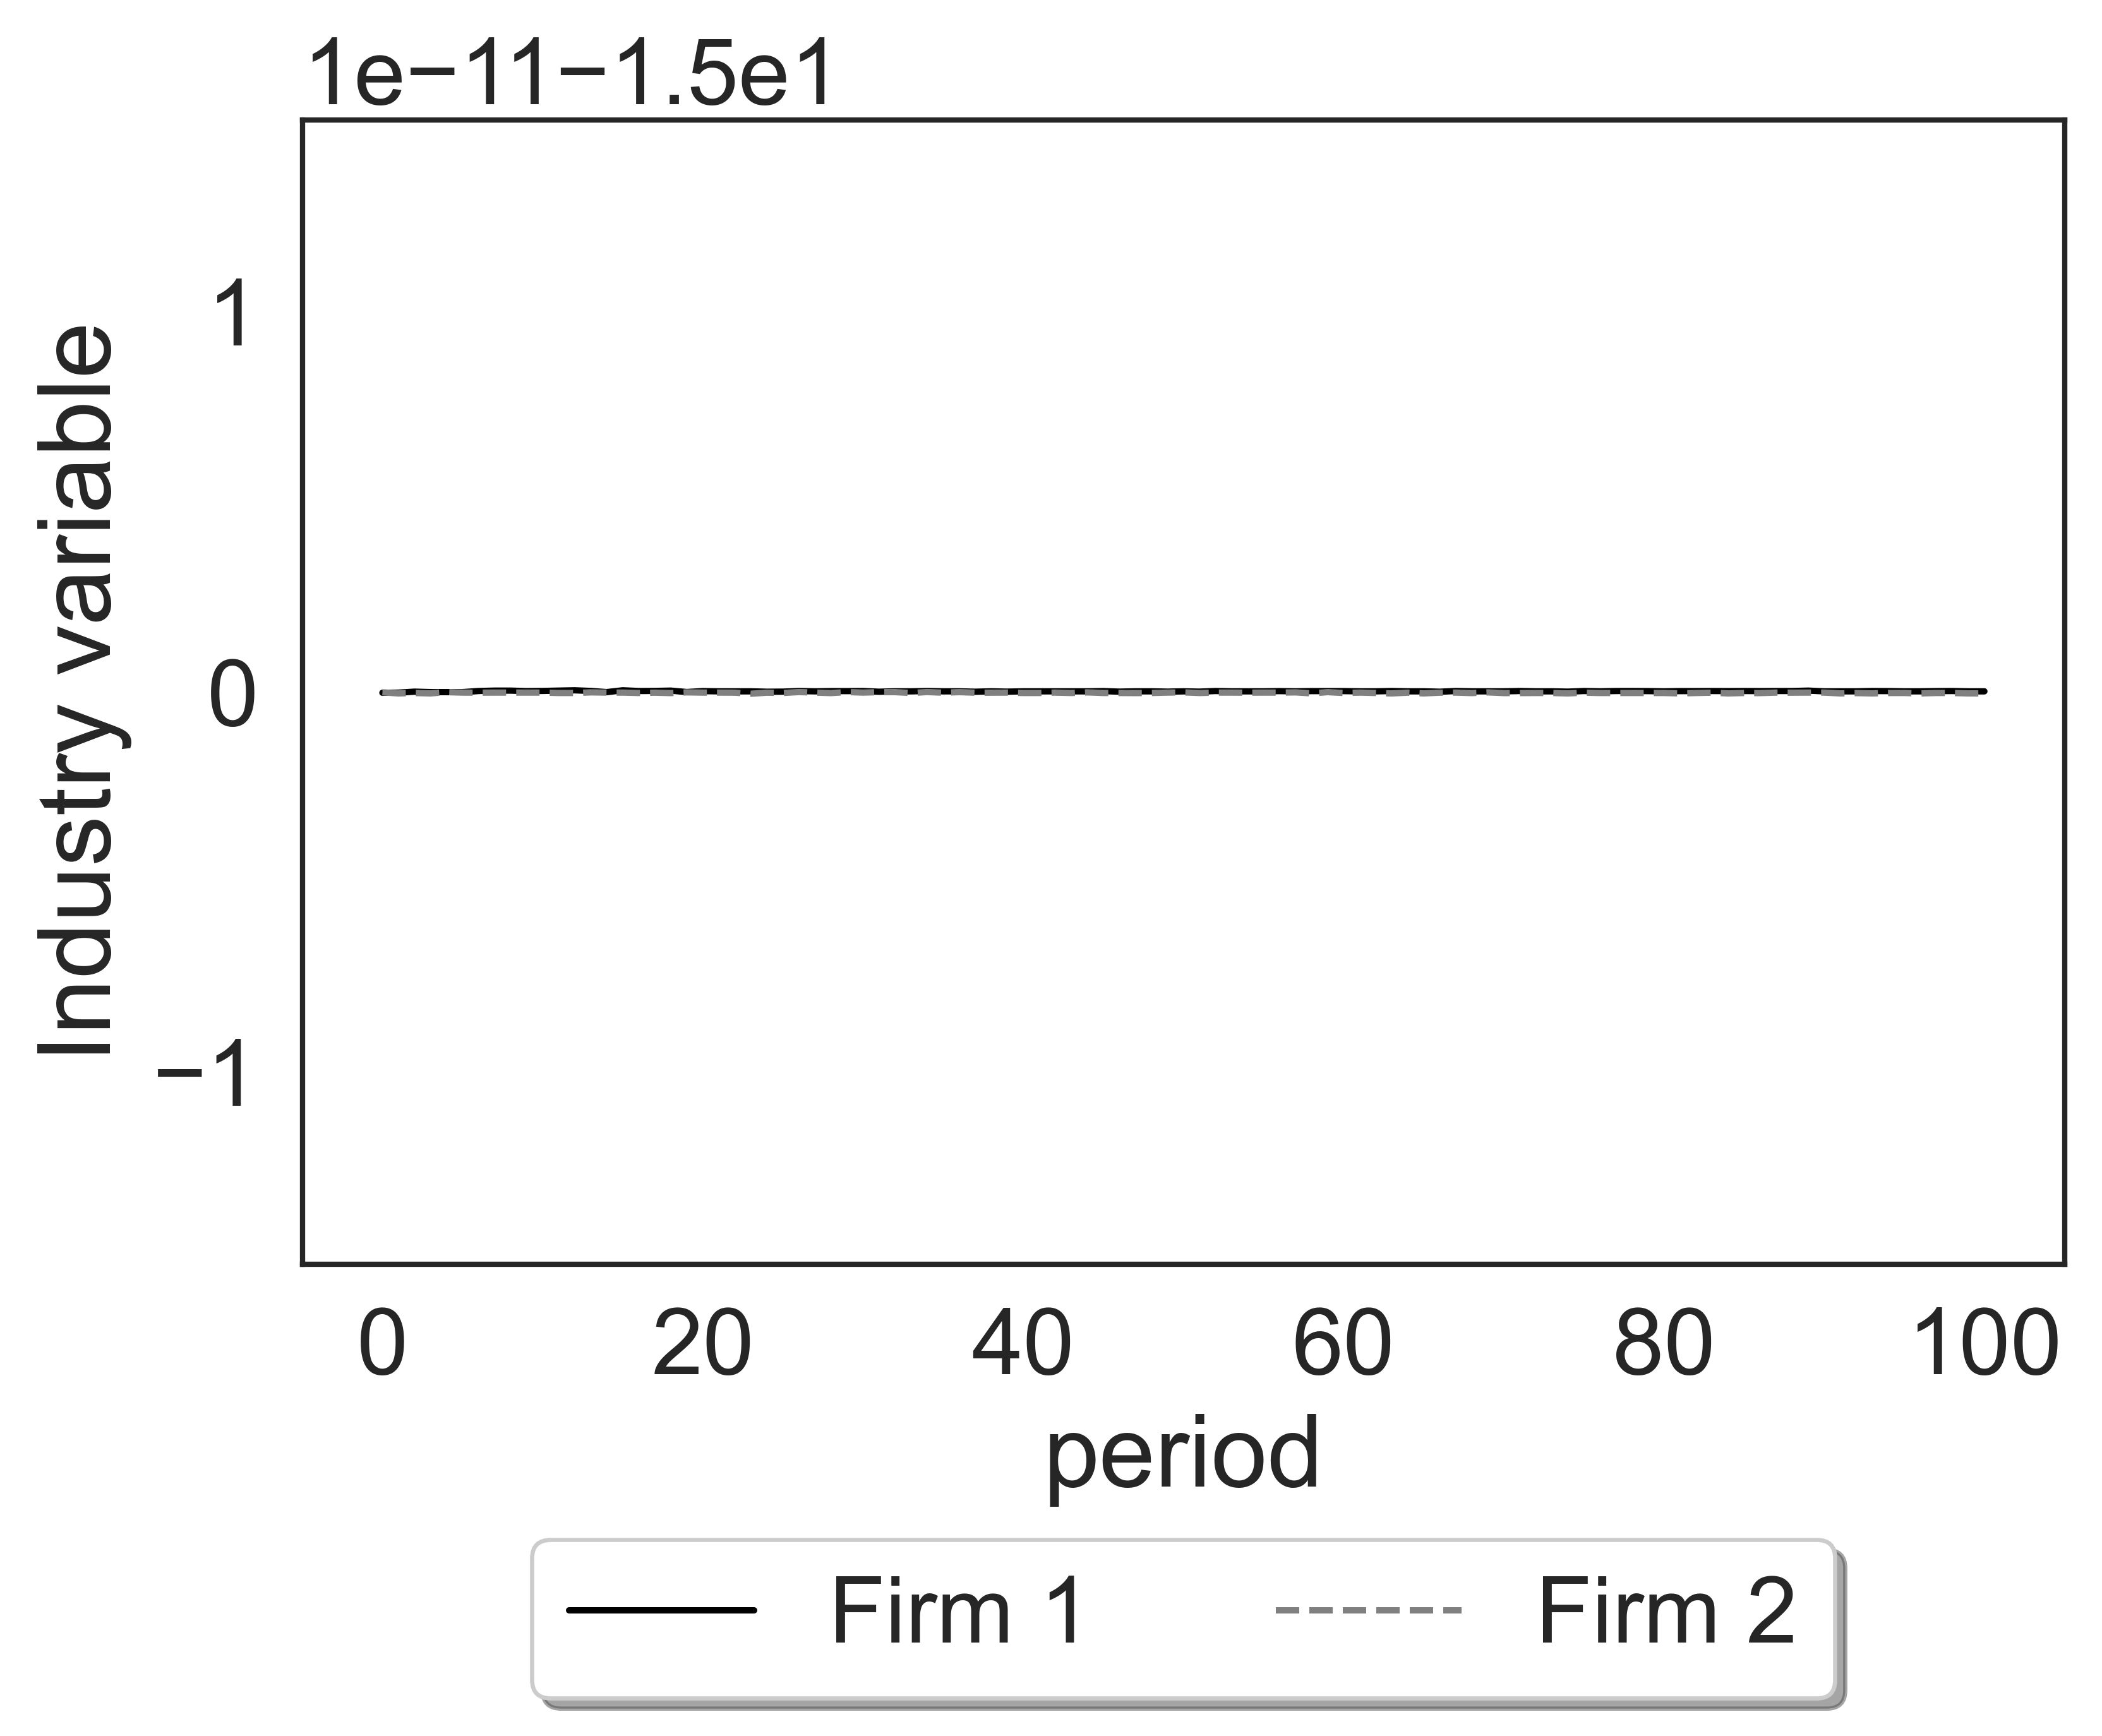 1e−11−1.5e1
Industry variable
1
0
−1
0 20 40 60 80 100
period
Firm 1 Firm 2